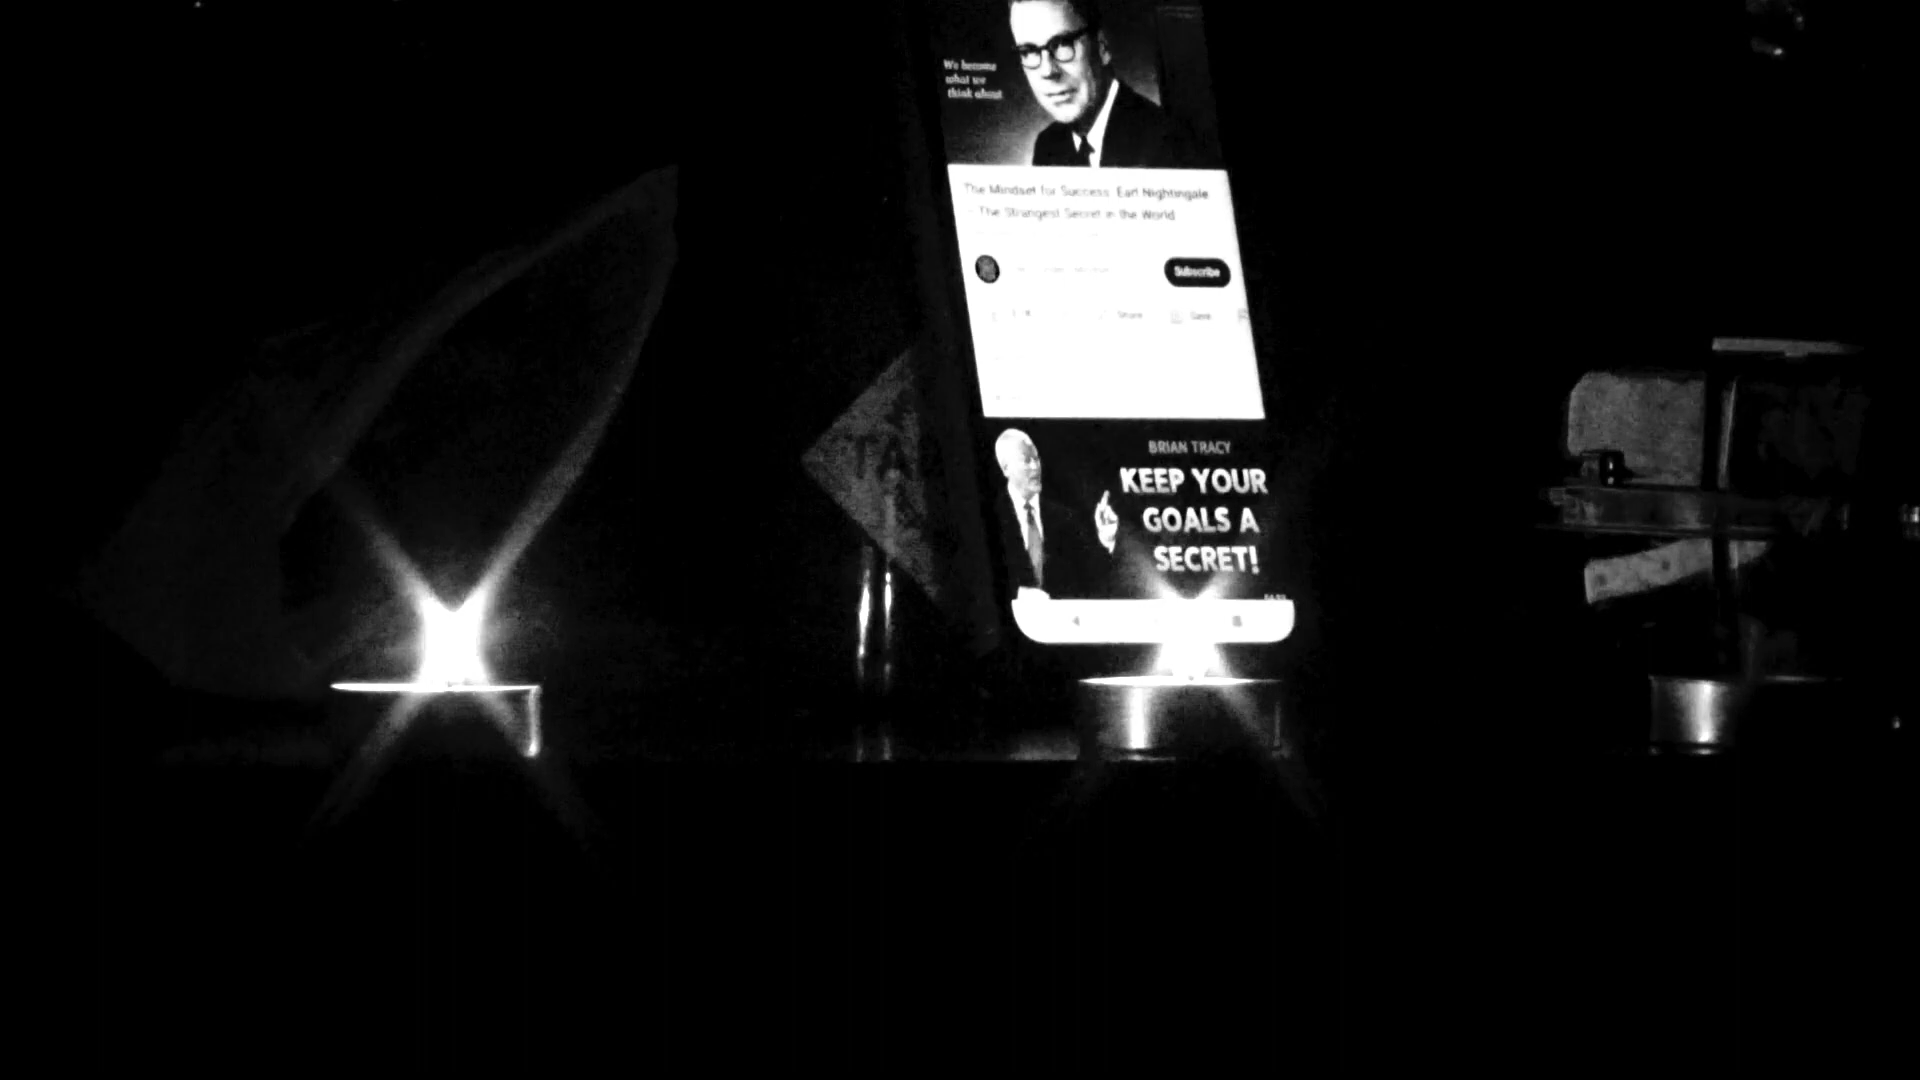 We become
what we
think about
The Mindset for Success Earl Nightingale
- The Strangest Secret in the World
Subscribe
Share
Save
BRIAN TRACY
KEEP YOUR
GOALS A
SECRET!